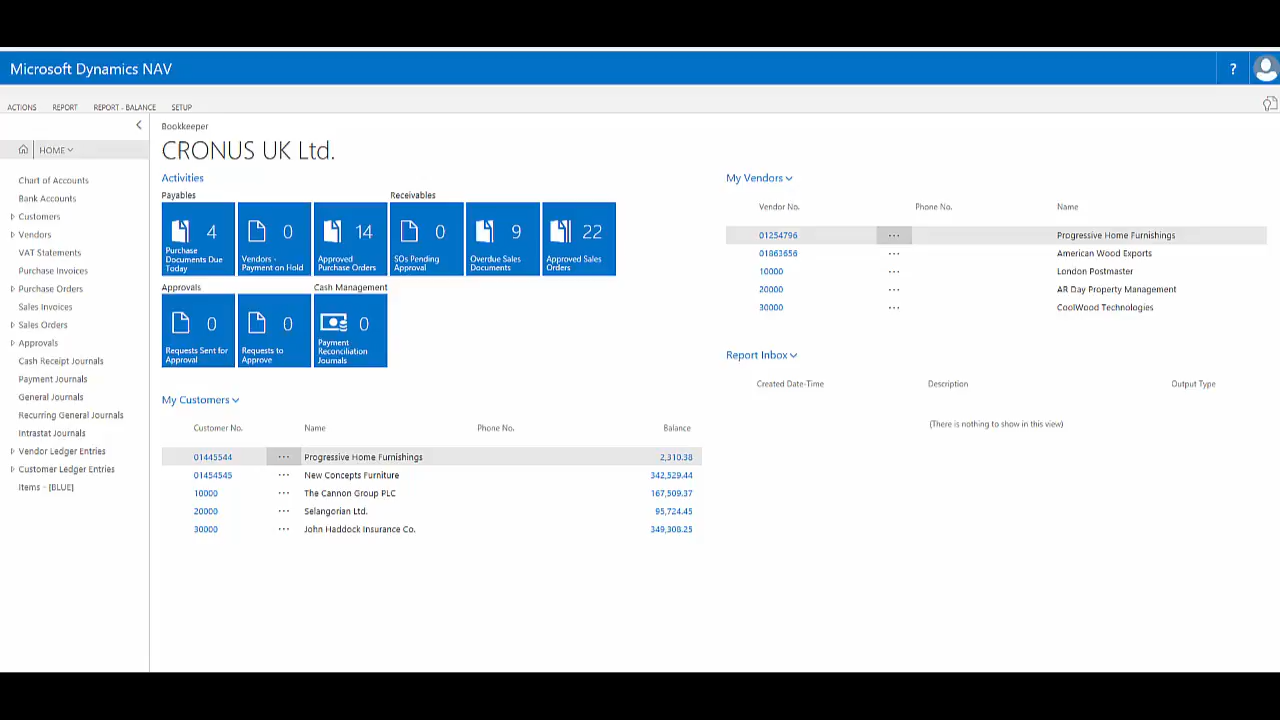 Microsoft Dynamics NAV
?
ACTIONS REPORT REPORT - BALANCE SETUP
HOME
Chart of Accounts
Bank Accounts
Customers
Vendors
VAT Statements
Purchase Invoices
Purchase Orders
Sales Invoices
Sales Orders
Approvals
Cash Receipt Journals
Payment Journals
General Journals
Recurring General Journals
Intrastat Journals
Vendor Ledger Entries
Customer Ledger Entries
Items - [BLUE]
Bookkeeper
CRONUS UK Ltd.
Activities
Payables
4
Purchase
Documents Due
Today
0
Vendors -
Payment on Hold
14
Approved
Purchase Orders
Receivables
0
SOs Pending
Approval
9
Overdue Sales
Documents
22
Approved Sales
Orders
Approvals
0
Requests Sent for
Approval
0
Requests to
Approve
Cash Management
0
Payment
Reconciliation
Journals
My Customers
Customer No. Name Phone No. Balance
01445544 ··· Progressive Home Furnishings 2,310.38
01454545 ··· New Concepts Furniture 342,529.44
10000 ··· The Cannon Group PLC 167,509.37
20000 ··· Selangorian Ltd. 95,724.45
30000 ··· John Haddock Insurance Co. 349,308.25
My Vendors
Vendor No. Phone No. Name
01254796 ··· Progressive Home Furnishings
01863656 ··· American Wood Exports
10000 ··· London Postmaster
20000 ··· AR Day Property Management
30000 ··· CoolWood Technologies
Report Inbox
Created Date-Time Description Output Type
(There is nothing to show in this view)